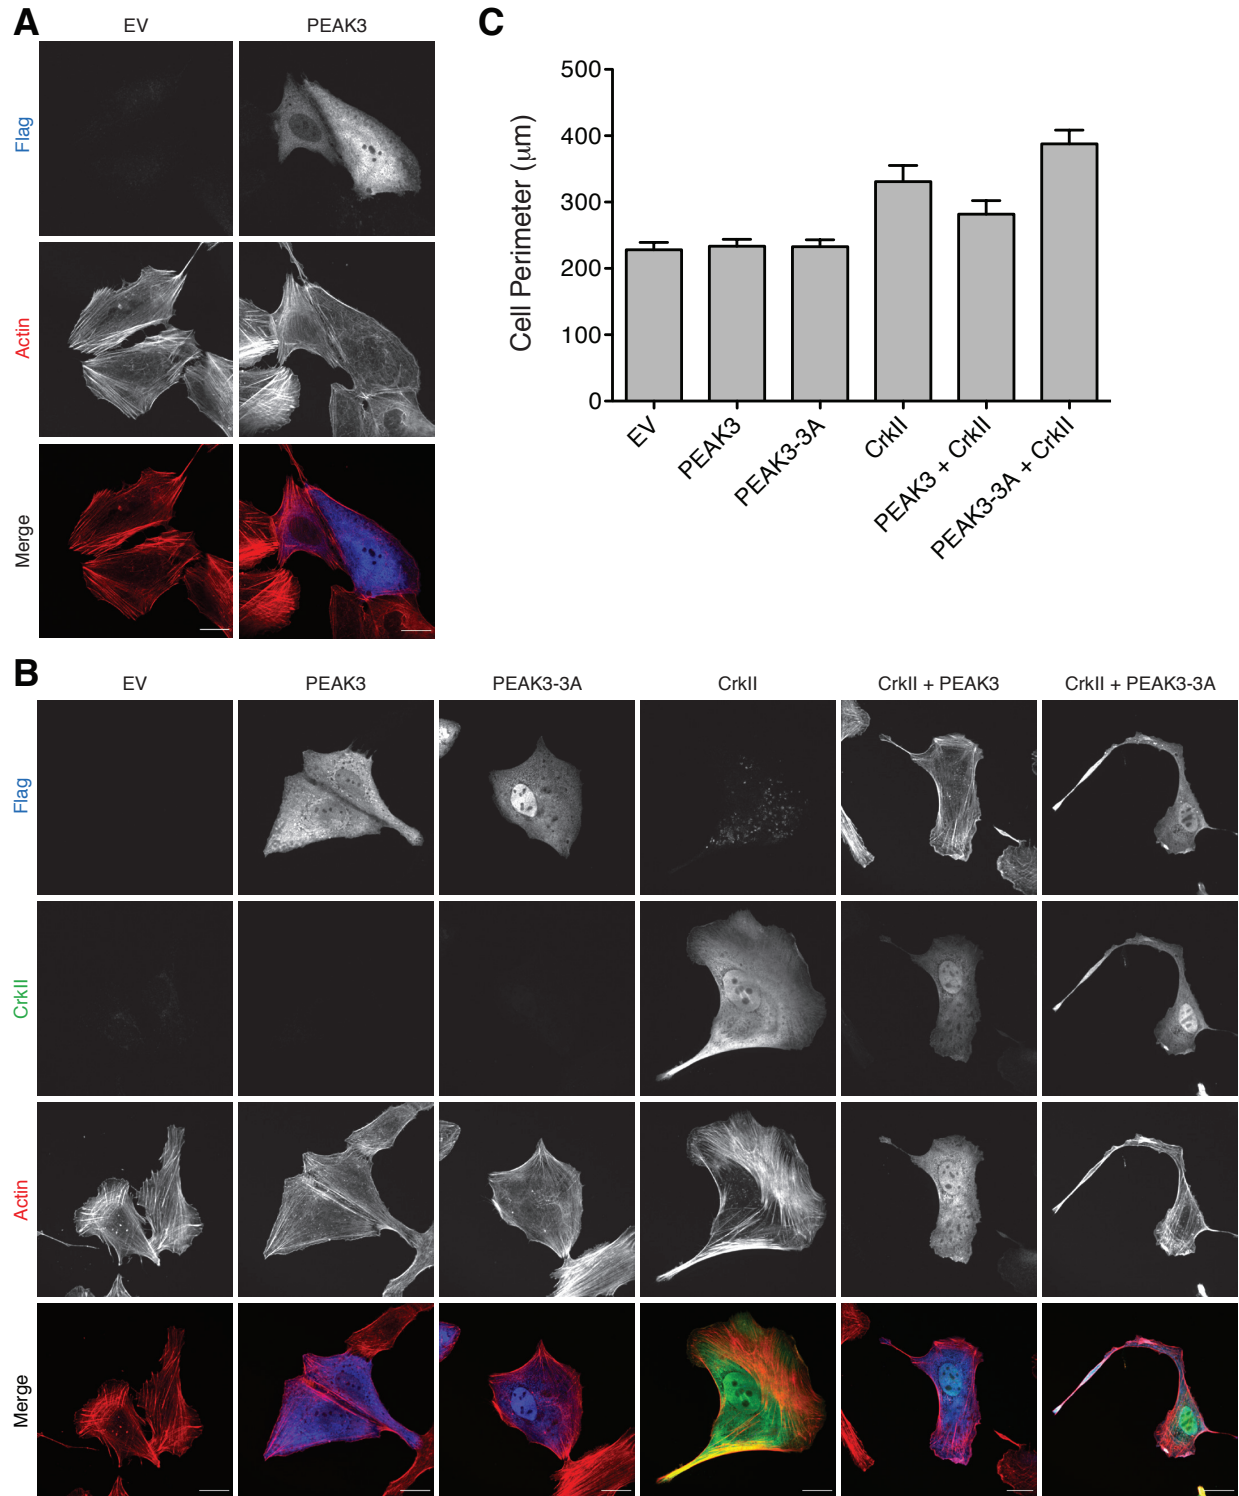 A
EV
PEAK3
Flag
Actin
Merge
C
Cell Perimeter (μm)
500
400
300
200
100
0
EV
PEAK3
PEAK3-3A
CrkII
PEAK3 + CrkII
PEAK3-3A + CrkII
B
EV
PEAK3
PEAK3-3A
CrkII
CrkII + PEAK3
CrkII + PEAK3-3A
Flag
CrkII
Actin
Merge